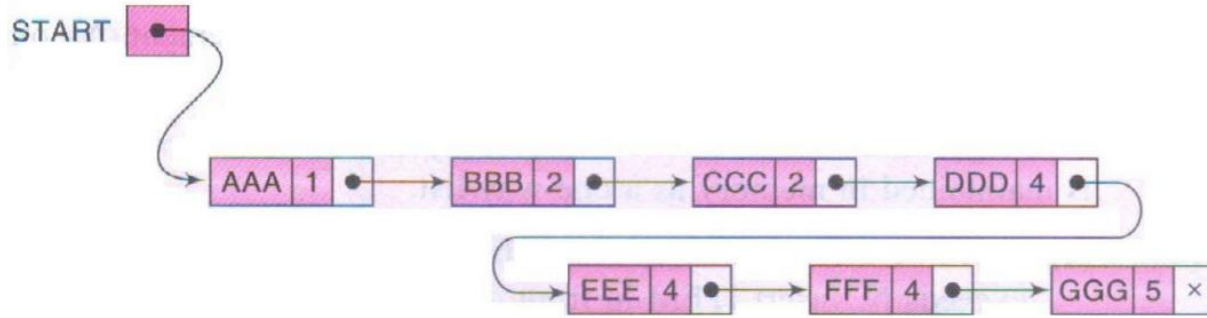 START
AAA 1 BBB 2 CCC 2 DDD 4
EEE 4 FFF 4 GGG 5 ×